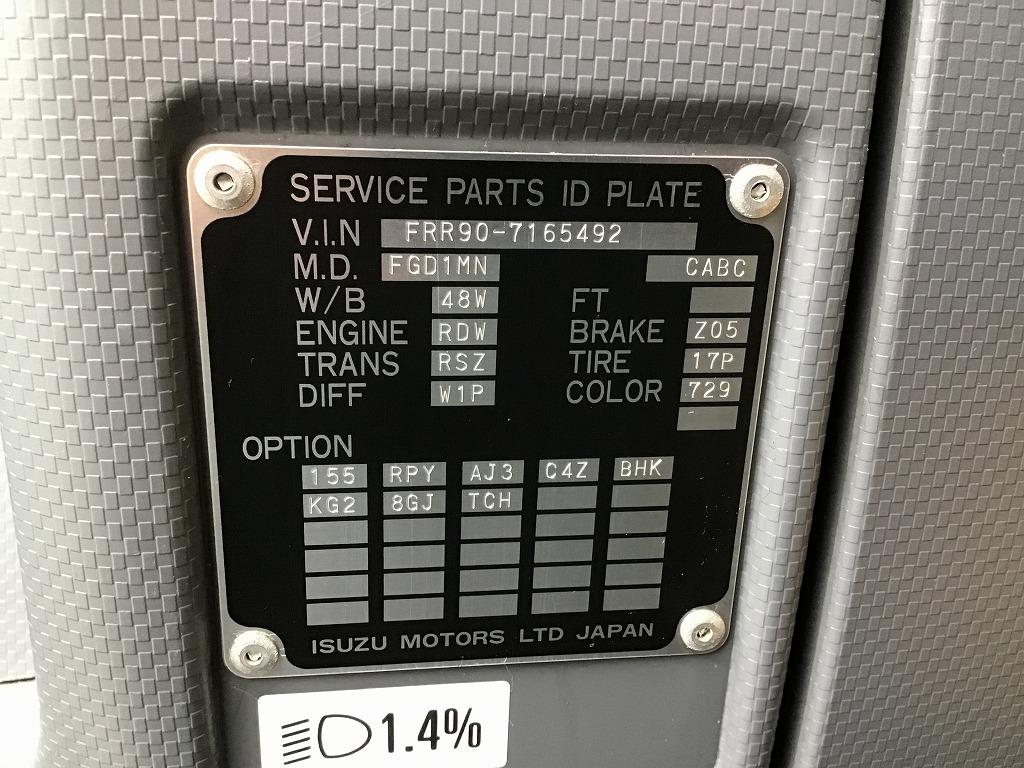 SERVICE PARTS ID PLATE
V.I.N FRR90-7165492
M.D. FGD1MN CABC
W/B 48W FT
ENGINE RDW BRAKE Z05
TRANS RSZ TIRE 17P
DIFF W1P COLOR 729
OPTION
155 RPY AJ3 C4Z BHK
KG2 8GJ TCH
ISUZU MOTORS LTD JAPAN
1.4%